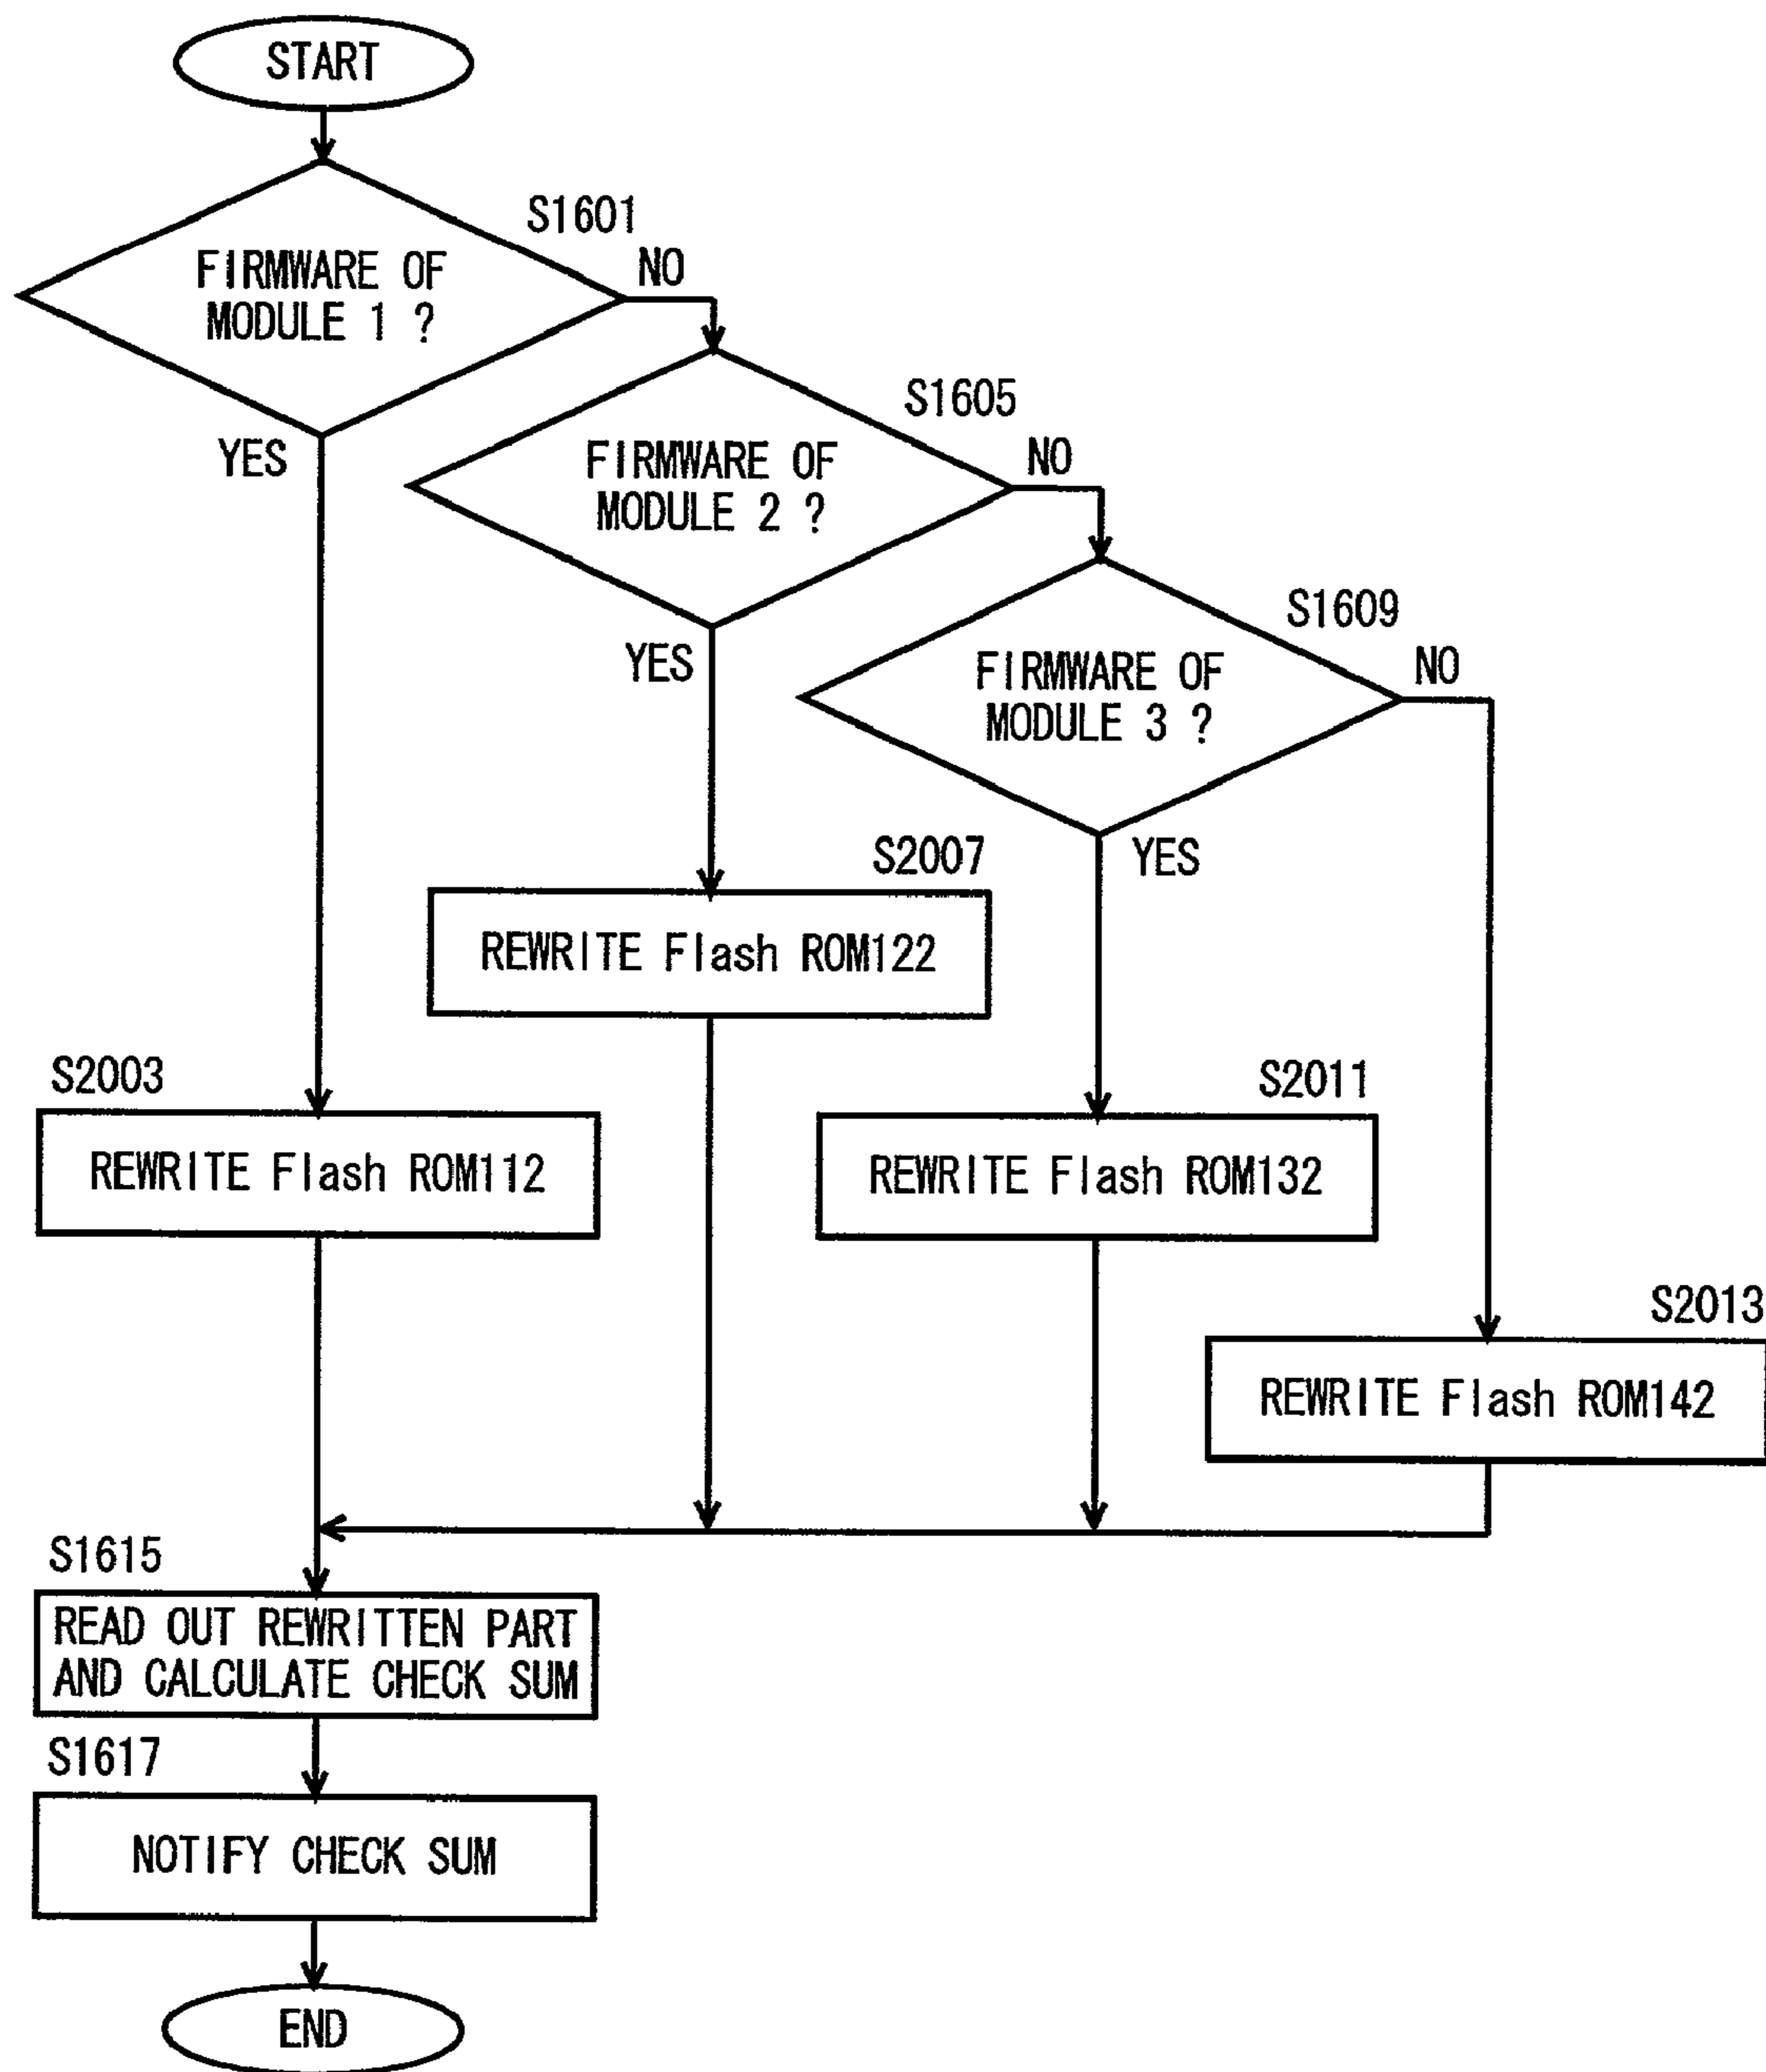 START
S1601
FIRMWARE OF
MODULE 1 ?
NO
YES
S1605
FIRMWARE OF
MODULE 2 ?
NO
YES
S1609
FIRMWARE OF
MODULE 3 ?
NO
YES
S2007
REWRITE Flash ROM122
S2003
REWRITE Flash ROM112
S2011
REWRITE Flash ROM132
S2013
REWRITE Flash ROM142
S1615
READ OUT REWRITTEN PART
AND CALCULATE CHECK SUM
S1617
NOTIFY CHECK SUM
END